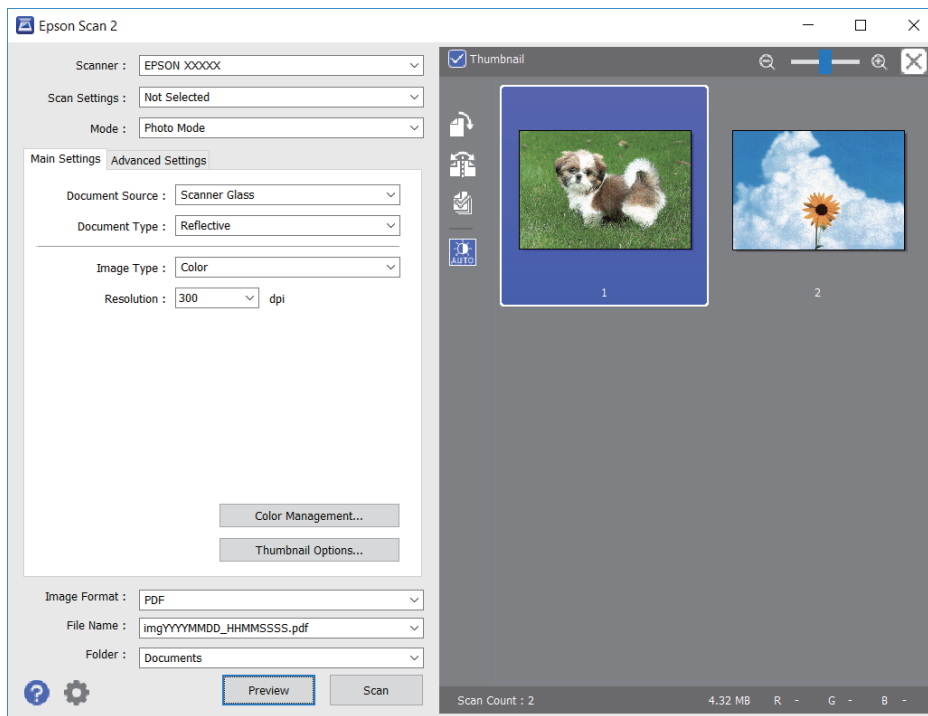 Epson Scan 2
Scanner : EPSON XXXXX
Scan Settings : Not Selected
Mode : Photo Mode
Main Settings Advanced Settings
Document Source : Scanner Glass
Document Type : Reflective
Image Type : Color
Resolution : 300 dpi
Color Management...
Thumbnail Options...
Image Format : PDF
File Name : imgYYYYMMDD_HHMMSSSS.pdf
Folder : Documents
? Preview Scan
Thumbnail
AUTO
1 2
Scan Count : 2 4.32 MB R - G - B -